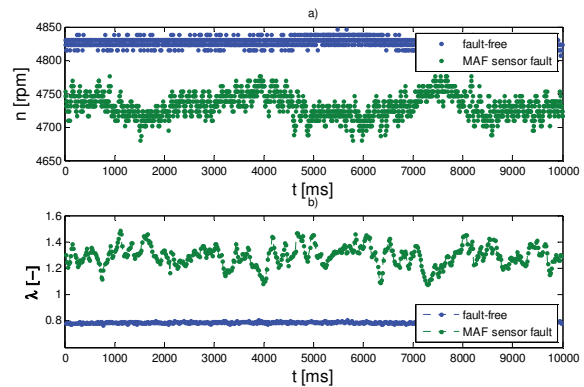 a)
4850
4800
4750
4700
4650
n [rpm]
fault-free
MAF sensor fault
0 1000 2000 3000 4000 5000 6000 7000 8000 9000 10000
t [ms]
b)
1.6
1.4
1.2
1
0.8
λ [–]
fault-free
MAF sensor fault
0 1000 2000 3000 4000 5000 6000 7000 8000 9000 10000
t [ms]